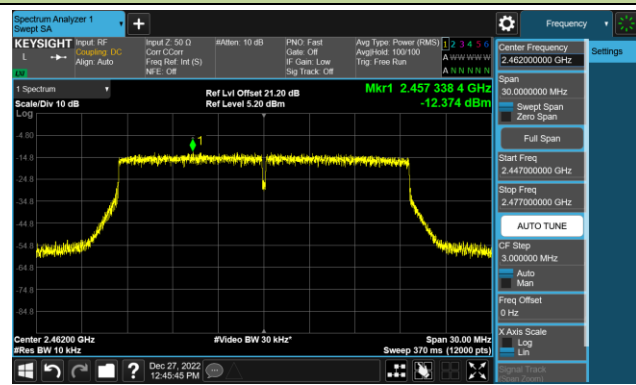 Spectrum Analyzer 1
Swept SA
Frequency
KEYSIGHT
L
LW
Input: RF
Coupling: DC
Align: Auto
Input Z: 50 Ω
Corr CCorr
Freq Ref: Int (S)
NFE: Off
#Atten: 10 dB
PNO: Fast
Gate: Off
IF Gain: Low
Sig Track: Off
Avg Type: Power (RMS)
Avg|Hold: 100/100
Trig: Free Run
1 2 3 4 5 6
A W W W W W
A N N N N N
1 Spectrum
Scale/Div 10 dB
Log
Ref Lvl Offset 21.20 dB
Ref Level 5.20 dBm
Mkr1 2.457 338 4 GHz
-12.374 dBm
1
-4.80
-14.8
-24.8
-34.8
-44.8
-54.8
-64.8
-74.8
-84.8
Center 2.46200 GHz
#Res BW 10 kHz
#Video BW 30 kHz*
Span 30.00 MHz
Sweep 370 ms (12000 pts)
Center Frequency
2.462000000 GHz
Settings
Span
30.0000000 MHz
Swept Span
Zero Span
Full Span
Start Freq
2.447000000 GHz
Stop Freq
2.477000000 GHz
AUTO TUNE
CF Step
3.000000 MHz
Auto
Man
Freq Offset
0 Hz
X Axis Scale
Log
Lin
Signal Track
(Span Zoom)
?
Dec 27, 2022
12:45:45 PM